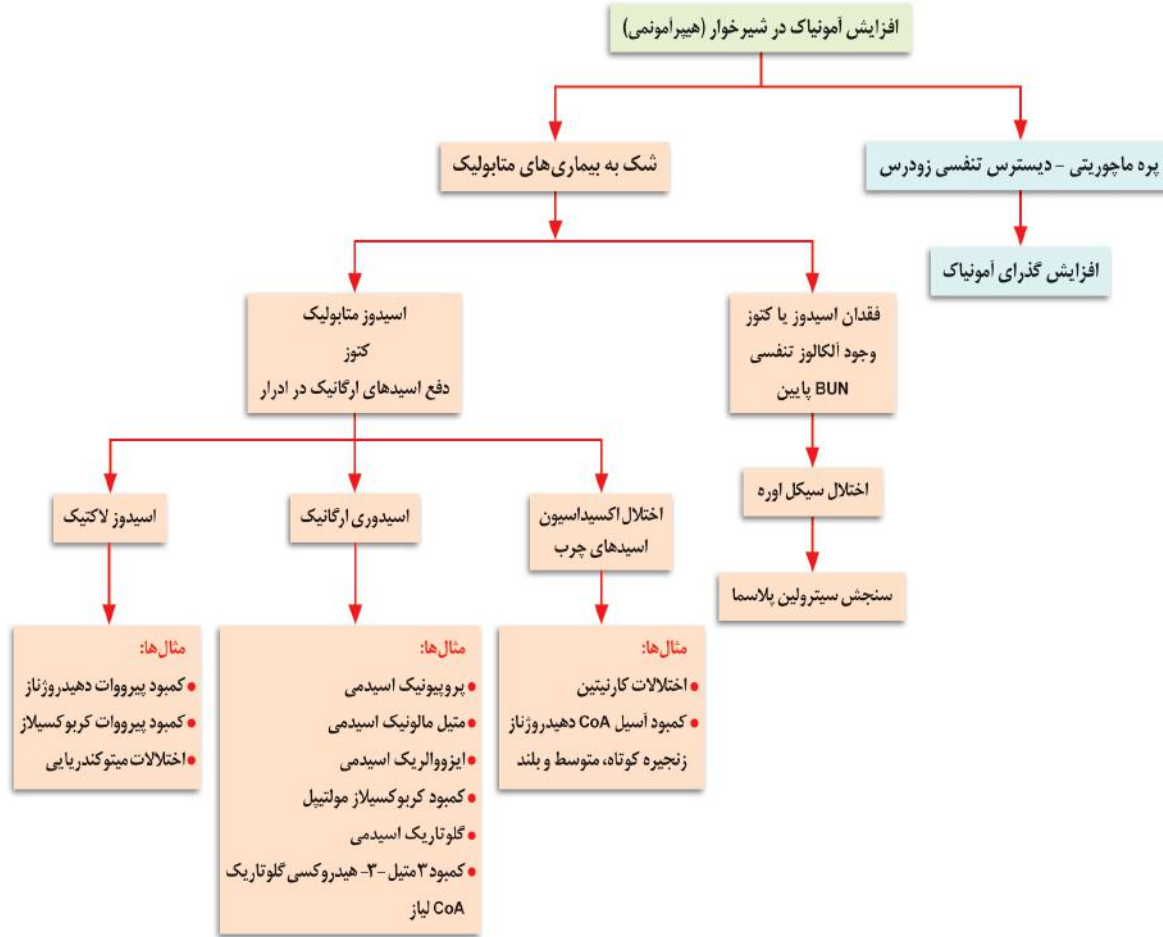 افزایش آمونیاک در شیرخوار (هیپرآمونمی)
پره ماچوریتی - دیسترس تنفسی زودرس
افزایش گذرای آمونیاک
شک به بیماری‌های متابولیک
فقدان اسیدوز یا کتوز
وجود آلکالوز تنفسی
BUN پایین
اختلال سیکل اوره
سنجش سیترولین پلاسما
اسیدوز متابولیک
کتوز
دفع اسیدهای ارگانیک در ادرار
اختلال اکسیداسیون
اسیدهای چرب
مثال‌ها:
● اختلالات کارنیتین
● کمبود آسیل CoA دهیدروژناز
زنجیره کوتاه، متوسط و بلند
اسیدوری ارگانیک
مثال‌ها:
● پروپیونیک اسیدمی
● متیل مالونیک اسیدمی
● ایزووالریک اسیدمی
● کمبود کربوکسیلاز مولتیپل
● گلوتاریک اسیدمی
● کمبود ۳متیل -۳- هیدروکسی گلوتاریک
CoA لیاز
اسیدوز لاکتیک
مثال‌ها:
● کمبود پیرووات دهیدروژناز
● کمبود پیرووات کربوکسیلاز
● اختلالات میتوکندریایی